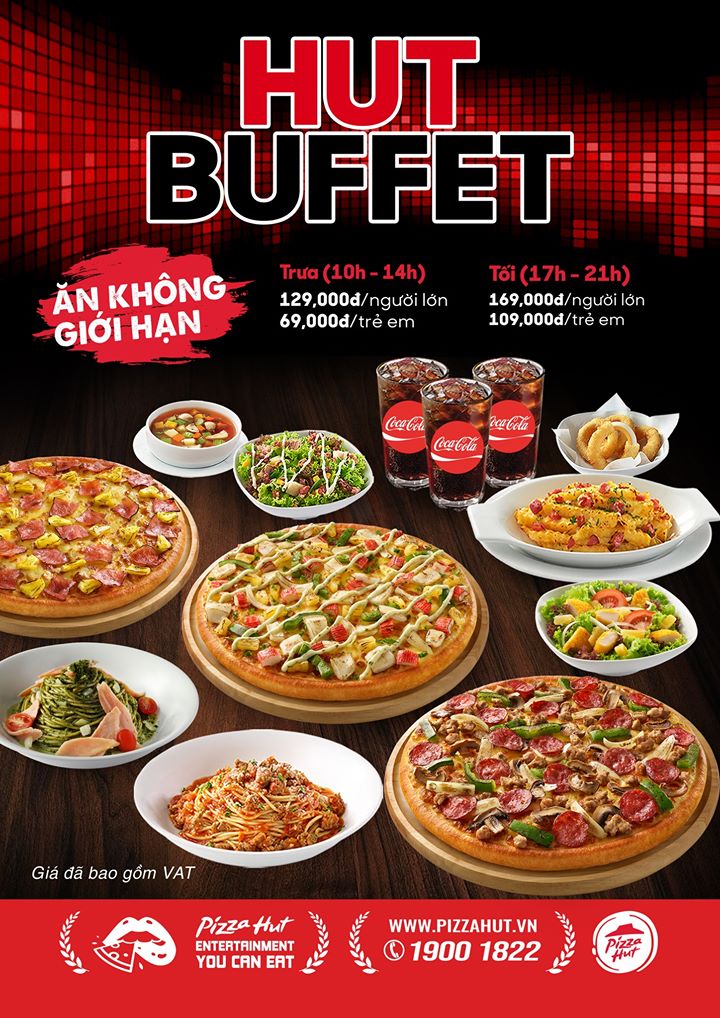 HUT
BUFFET
ĂN KHÔNG
GIỚI HẠN
Trưa (10h - 14h)
129,000đ/người lớn
69,000đ/trẻ em
Tối (17h - 21h)
169,000đ/người lớn
109,000đ/trẻ em
Coca-Cola
Coca-Cola
Coca-Cola
Giá đã bao gồm VAT
Pizza Hut
ENTERTAINMENT
YOU CAN EAT
WWW.PIZZAHUT.VN
1900 1822
Pizza
Hut